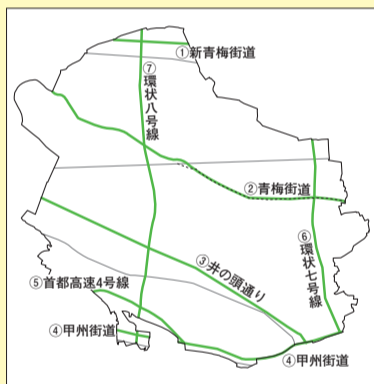 ①新青梅街道
⑦環状八号線
②青梅街道
③井の頭通り
⑥環状七号線
⑤首都高速4号線
④甲州街道
④甲州街道